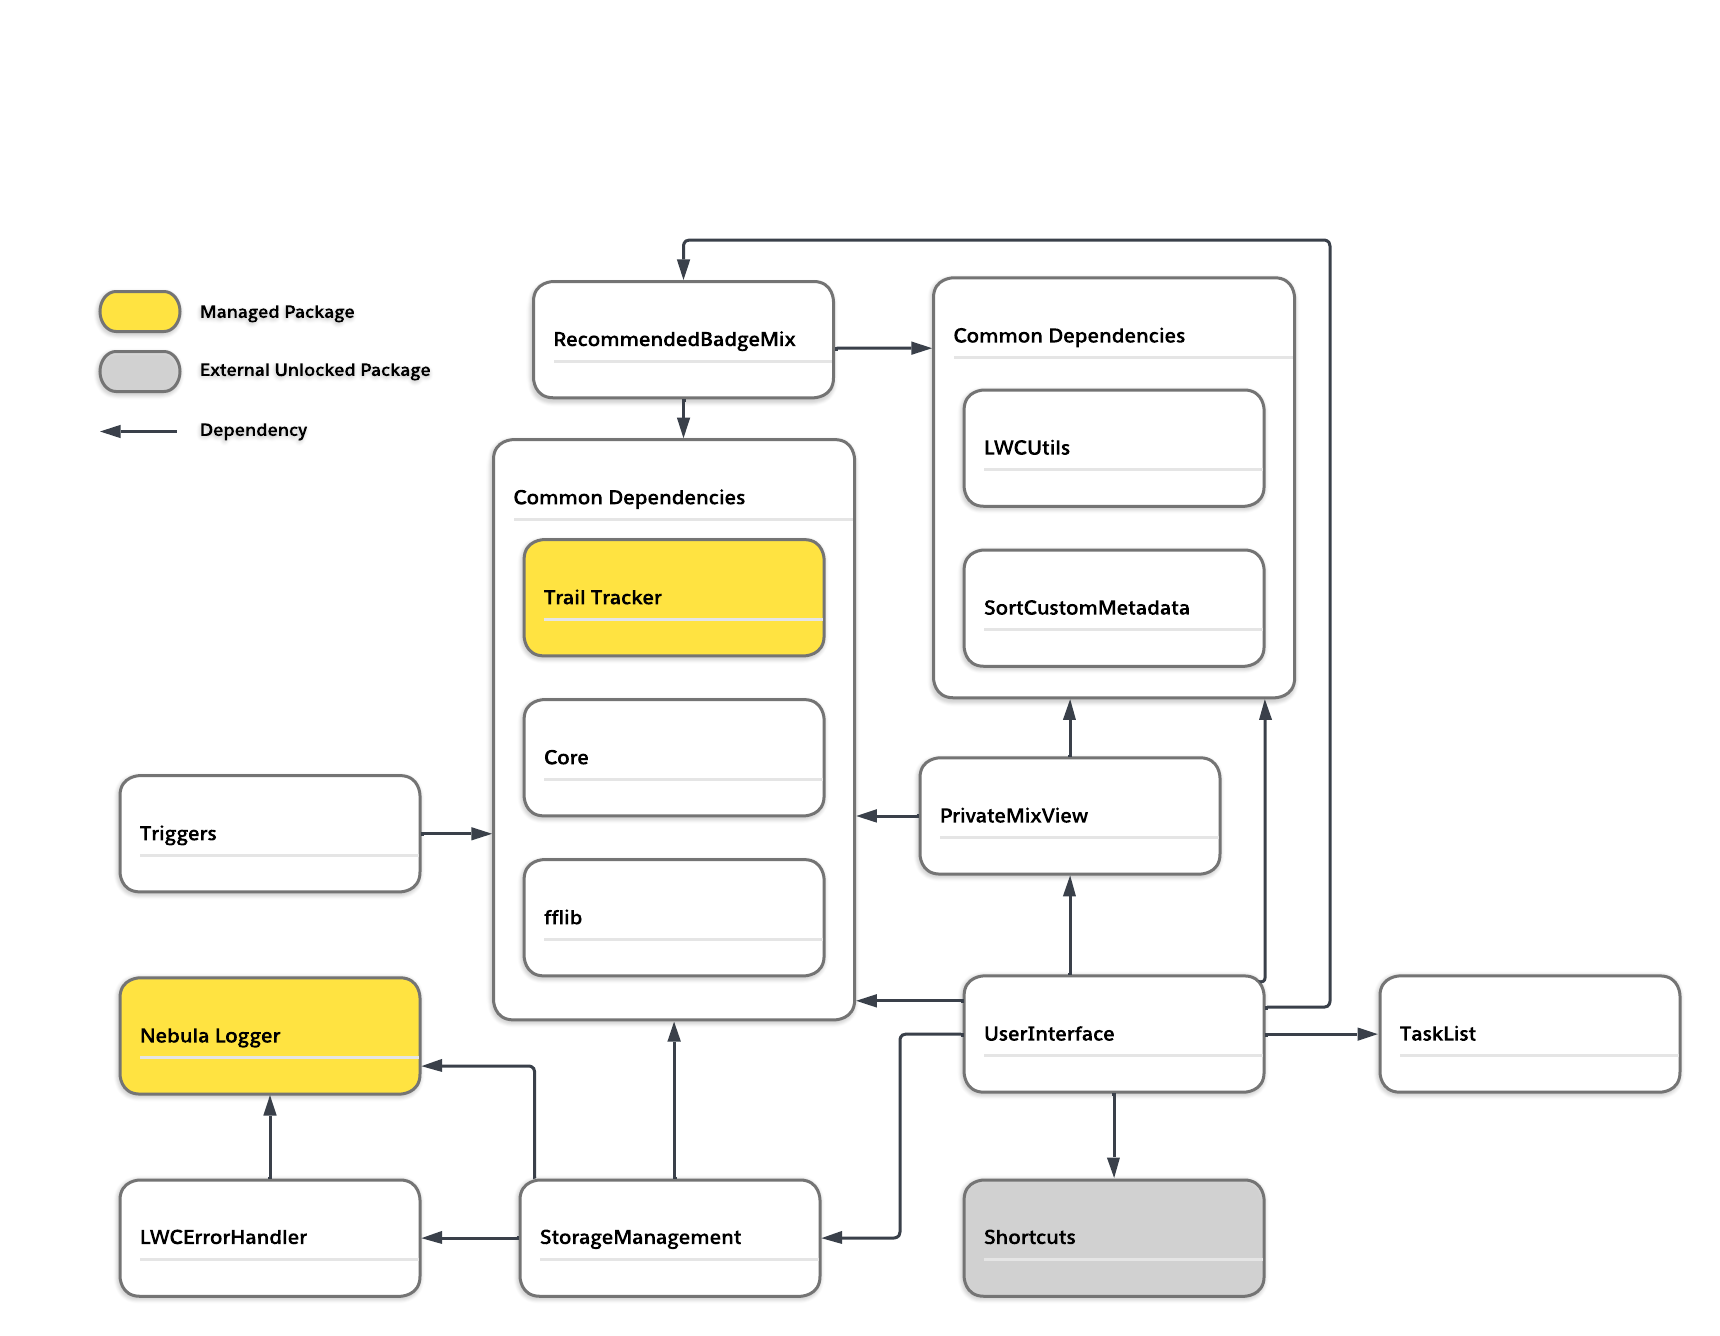 Managed Package
External Unlocked Package
Dependency
RecommendedBadgeMix
Common Dependencies
LWCUtils
SortCustomMetadata
Common Dependencies
Trail Tracker
Core
fflib
Triggers
PrivateMixView
Nebula Logger
UserInterface
TaskList
LWCErrorHandler
StorageManagement
Shortcuts